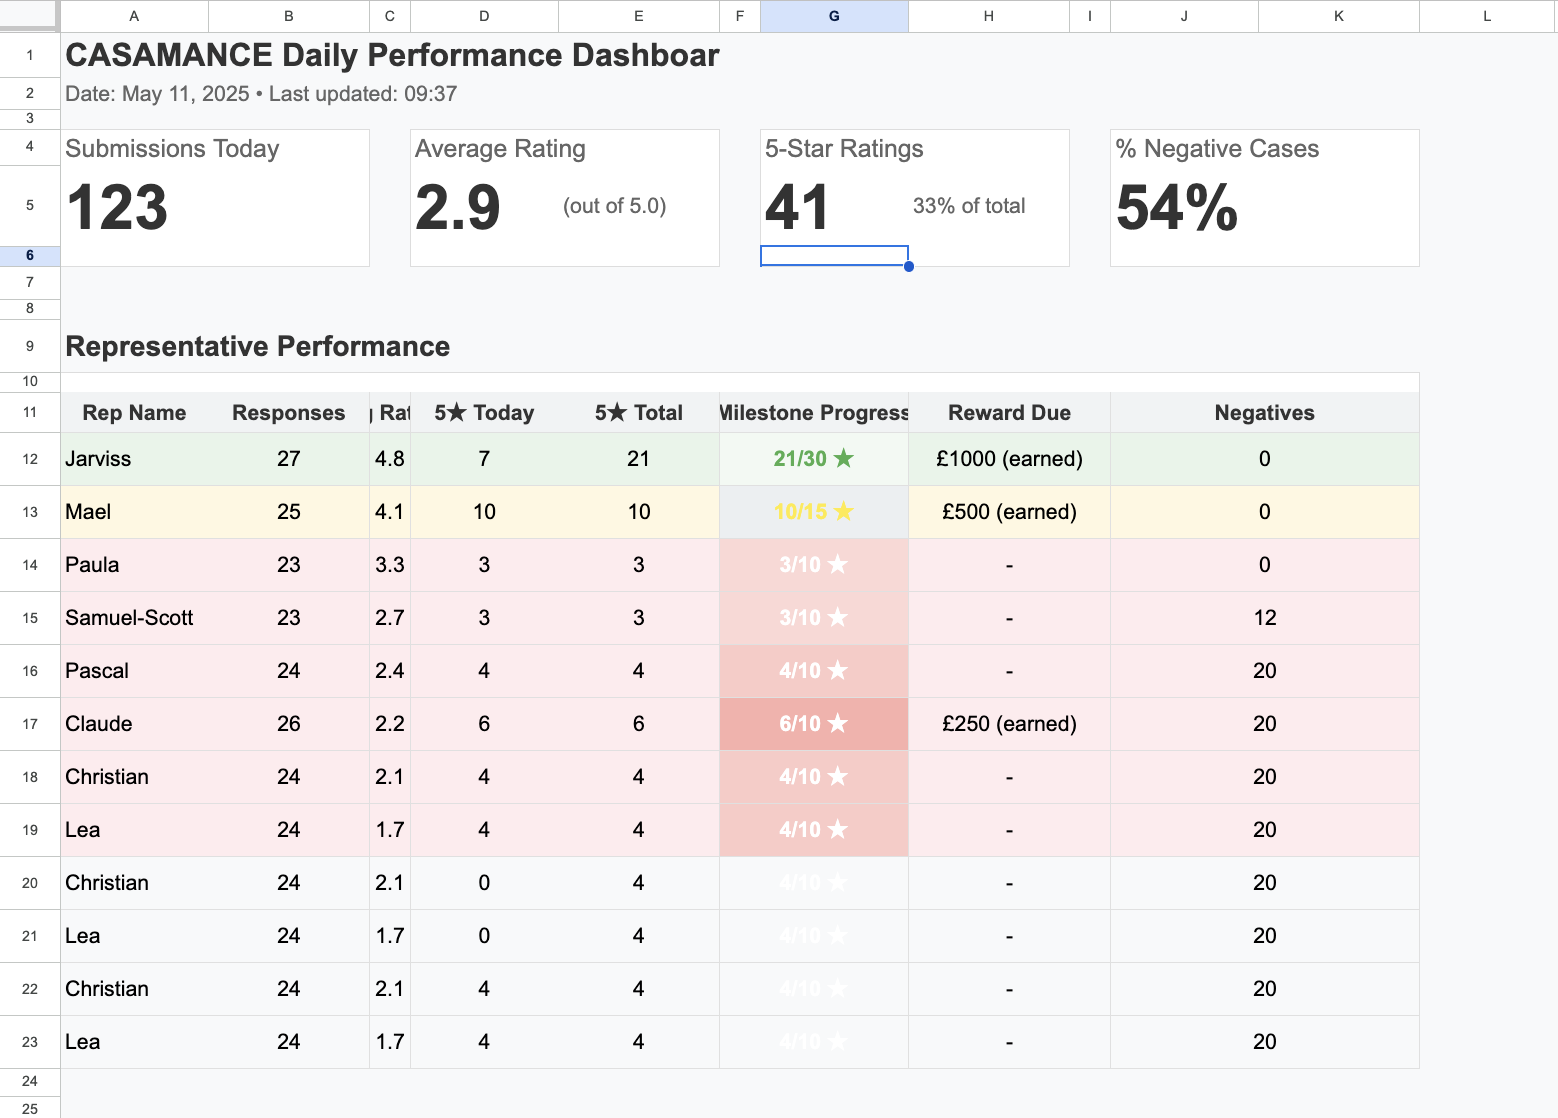 A B C D E F G H I J K L
1 CASAMANCE Daily Performance Dashboar
2 Date: May 11, 2025 • Last updated: 09:37
3
4 Submissions Today Average Rating 5-Star Ratings % Negative Cases
5 123 2.9 (out of 5.0) 41 33% of total 54%
6
7
8
9 Representative Performance
10
11 Rep Name Responses Rat 5★ Today 5★ Total Milestone Progress Reward Due Negatives
12 Jarviss 27 4.8 7 21 21/30 ★ £1000 (earned) 0
13 Mael 25 4.1 10 10 10/15 ★ £500 (earned) 0
14 Paula 23 3.3 3 3 3/10 ★ - 0
15 Samuel-Scott 23 2.7 3 3 3/10 ★ - 12
16 Pascal 24 2.4 4 4 4/10 ★ - 20
17 Claude 26 2.2 6 6 6/10 ★ £250 (earned) 20
18 Christian 24 2.1 4 4 4/10 ★ - 20
19 Lea 24 1.7 4 4 4/10 ★ - 20
20 Christian 24 2.1 0 4 4/10 ★ - 20
21 Lea 24 1.7 0 4 4/10 ★ - 20
22 Christian 24 2.1 4 4 4/10 ★ - 20
23 Lea 24 1.7 4 4 4/10 ★ - 20
24
25